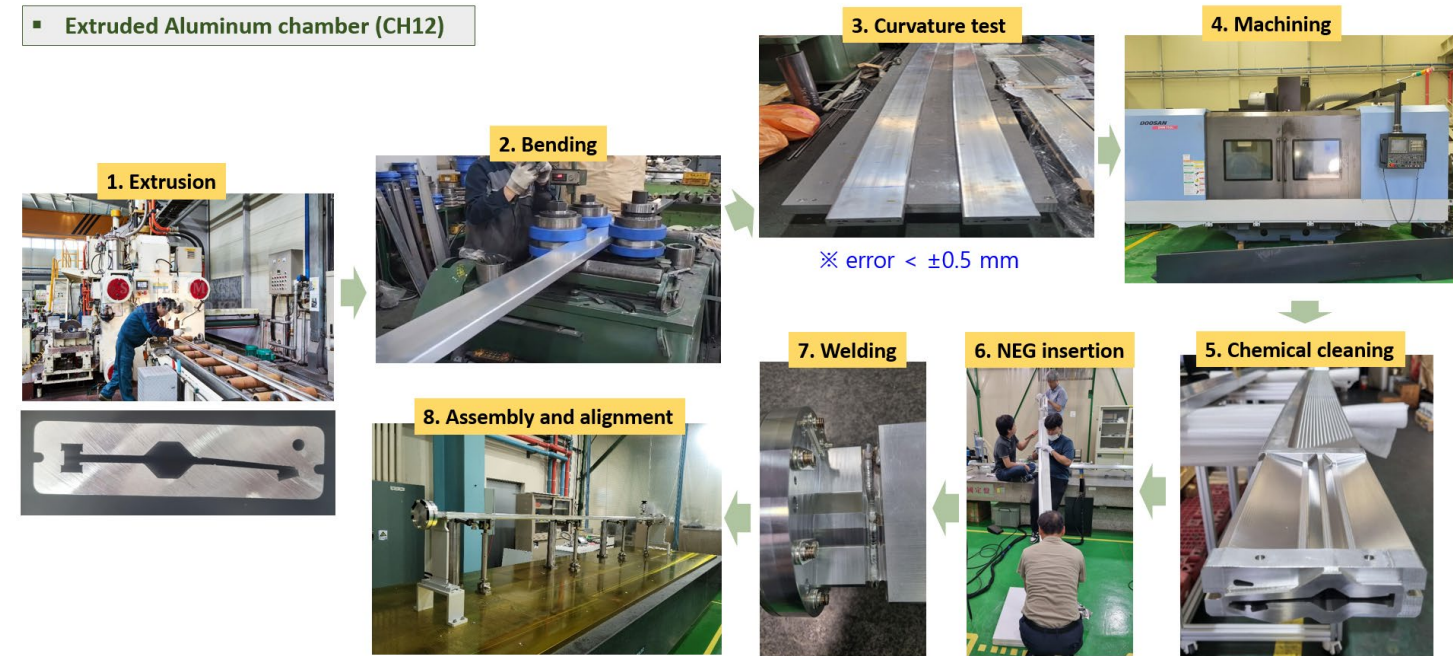 ▪ Extruded Aluminum chamber (CH12)
1. Extrusion
2. Bending
3. Curvature test
※ error < ±0.5 mm
4. Machining
DOOSAN
5. Chemical cleaning
6. NEG insertion
7. Welding
8. Assembly and alignment